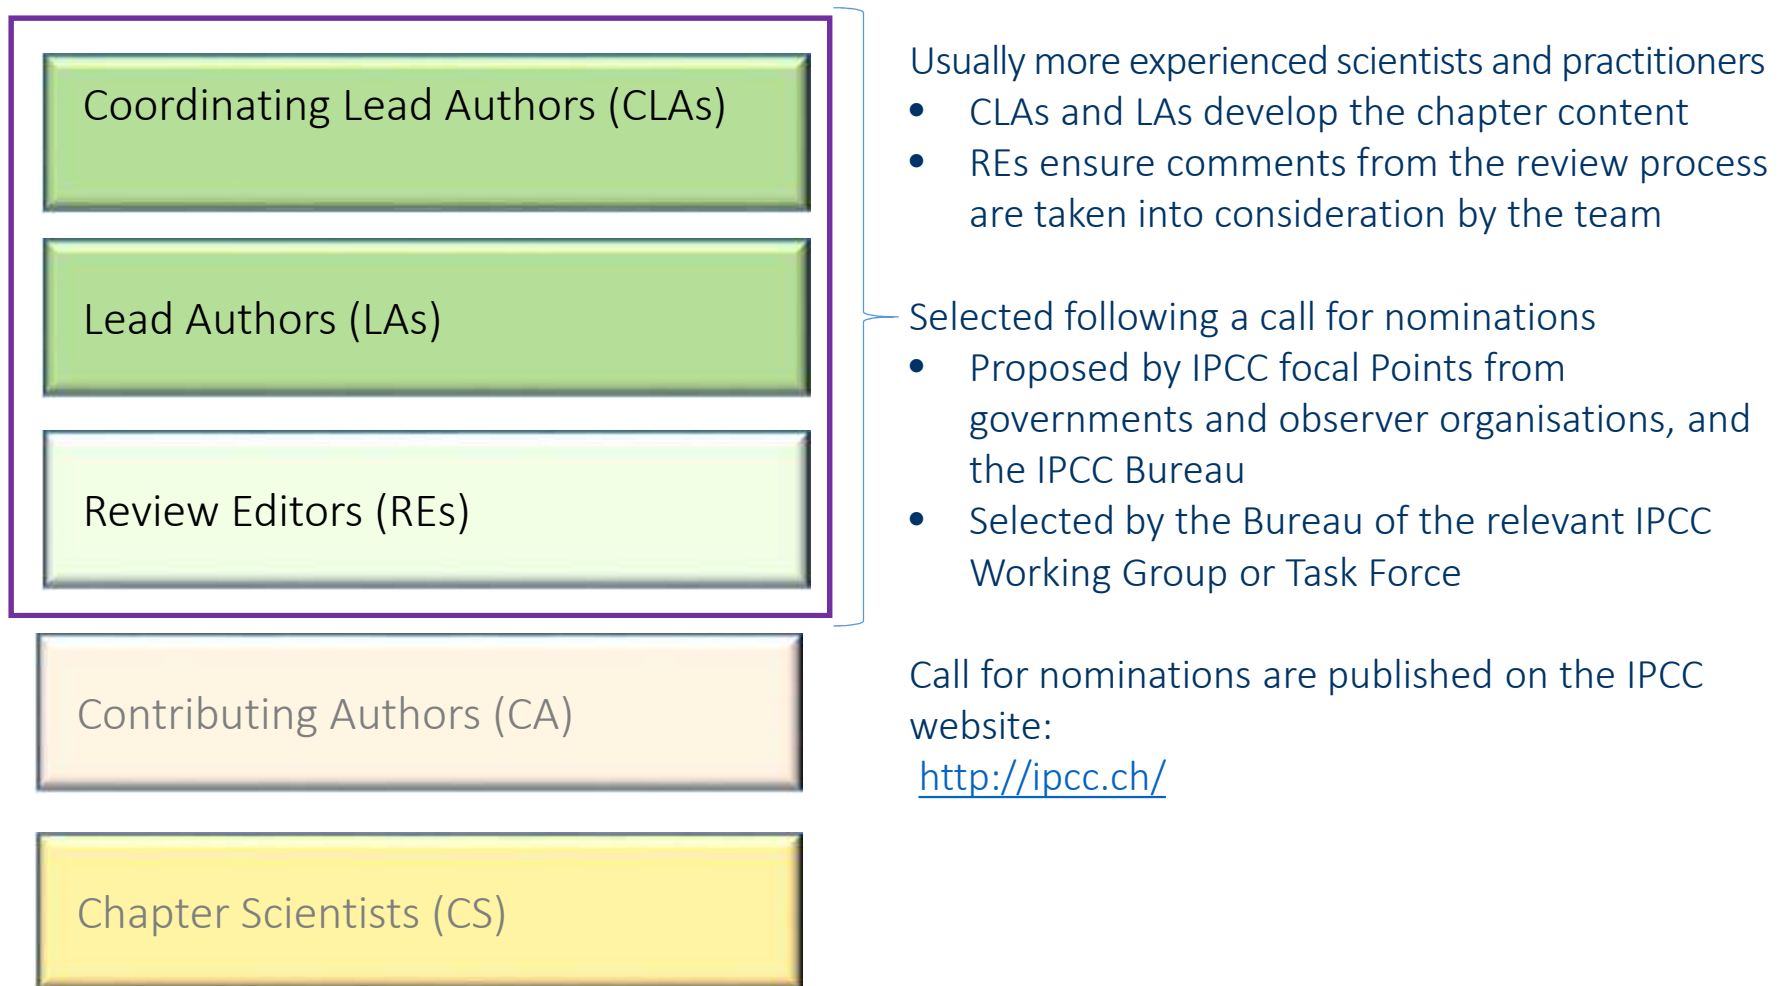 Coordinating Lead Authors (CLAs)
Lead Authors (LAs)
Review Editors (REs)
Contributing Authors (CA)
Chapter Scientists (CS)
Usually more experienced scientists and practitioners
• CLAs and LAs develop the chapter content
• REs ensure comments from the review process
are taken into consideration by the team
Selected following a call for nominations
• Proposed by IPCC focal Points from
governments and observer organisations, and
the IPCC Bureau
• Selected by the Bureau of the relevant IPCC
Working Group or Task Force
Call for nominations are published on the IPCC
website:
http://ipcc.ch/